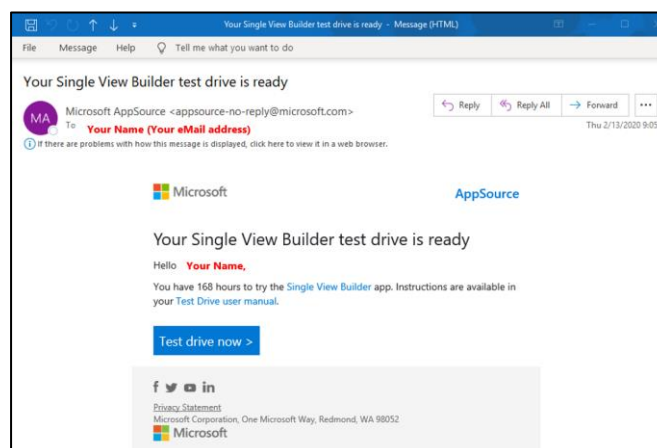 Your Single View Builder test drive is ready - Message (HTML)
File Message Help Tell me what you want to do
Your Single View Builder test drive is ready
MA
Microsoft AppSource <appsource-no-reply@microsoft.com>
To Your Name (Your eMail address)
Reply Reply All Forward
Thu 2/13/2020 9:05
If there are problems with how this message is displayed, click here to view it in a web browser.
Microsoft AppSource
Your Single View Builder test drive is ready
Hello Your Name,
You have 168 hours to try the Single View Builder app. Instructions are available in
your Test Drive user manual.
Test drive now >
Privacy Statement
Microsoft Corporation, One Microsoft Way, Redmond, WA 98052
Microsoft